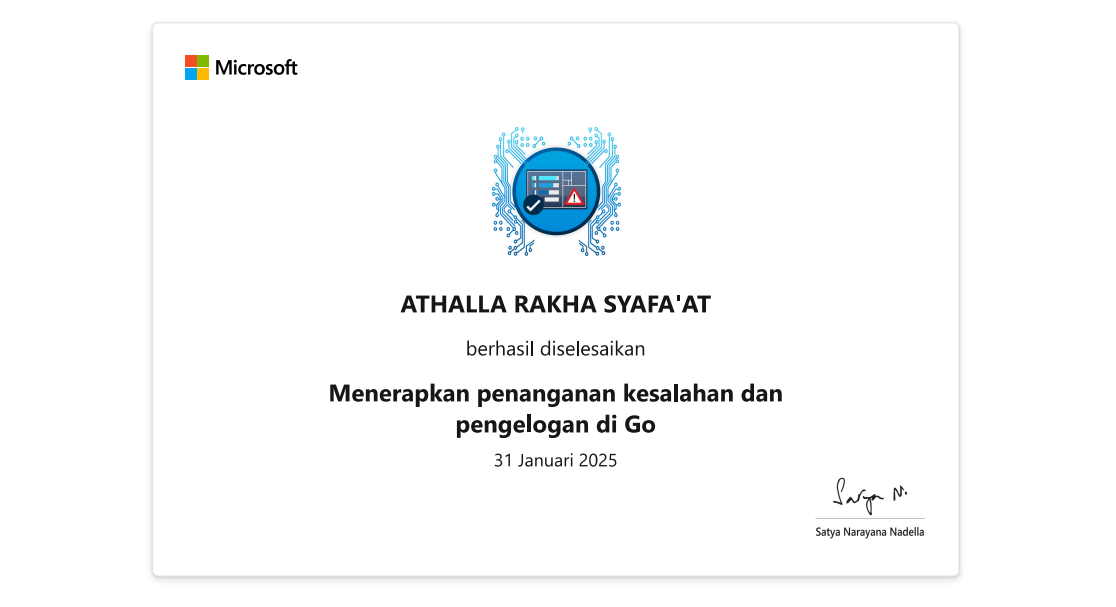 Microsoft
ATHALLA RAKHA SYAFA'AT
berhasil diselesaikan
Menerapkan penanganan kesalahan dan
pengelogan di Go
31 Januari 2025
Satya N.
Satya Narayana Nadella